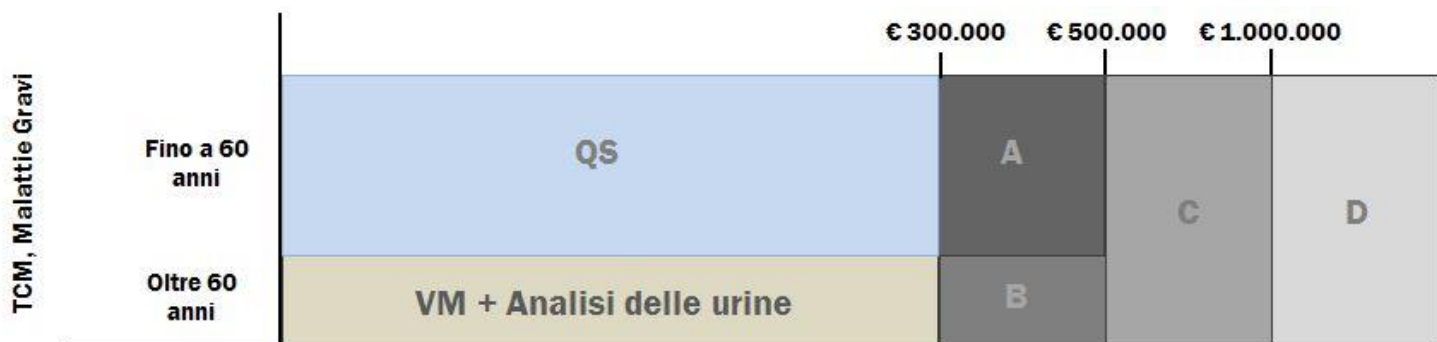 € 300.000 € 500.000 € 1.000.000
TCM, Malattie Gravi
Fino a 60
anni
QS
A
C
D
Oltre 60
anni
VM + Analisi delle urine
B